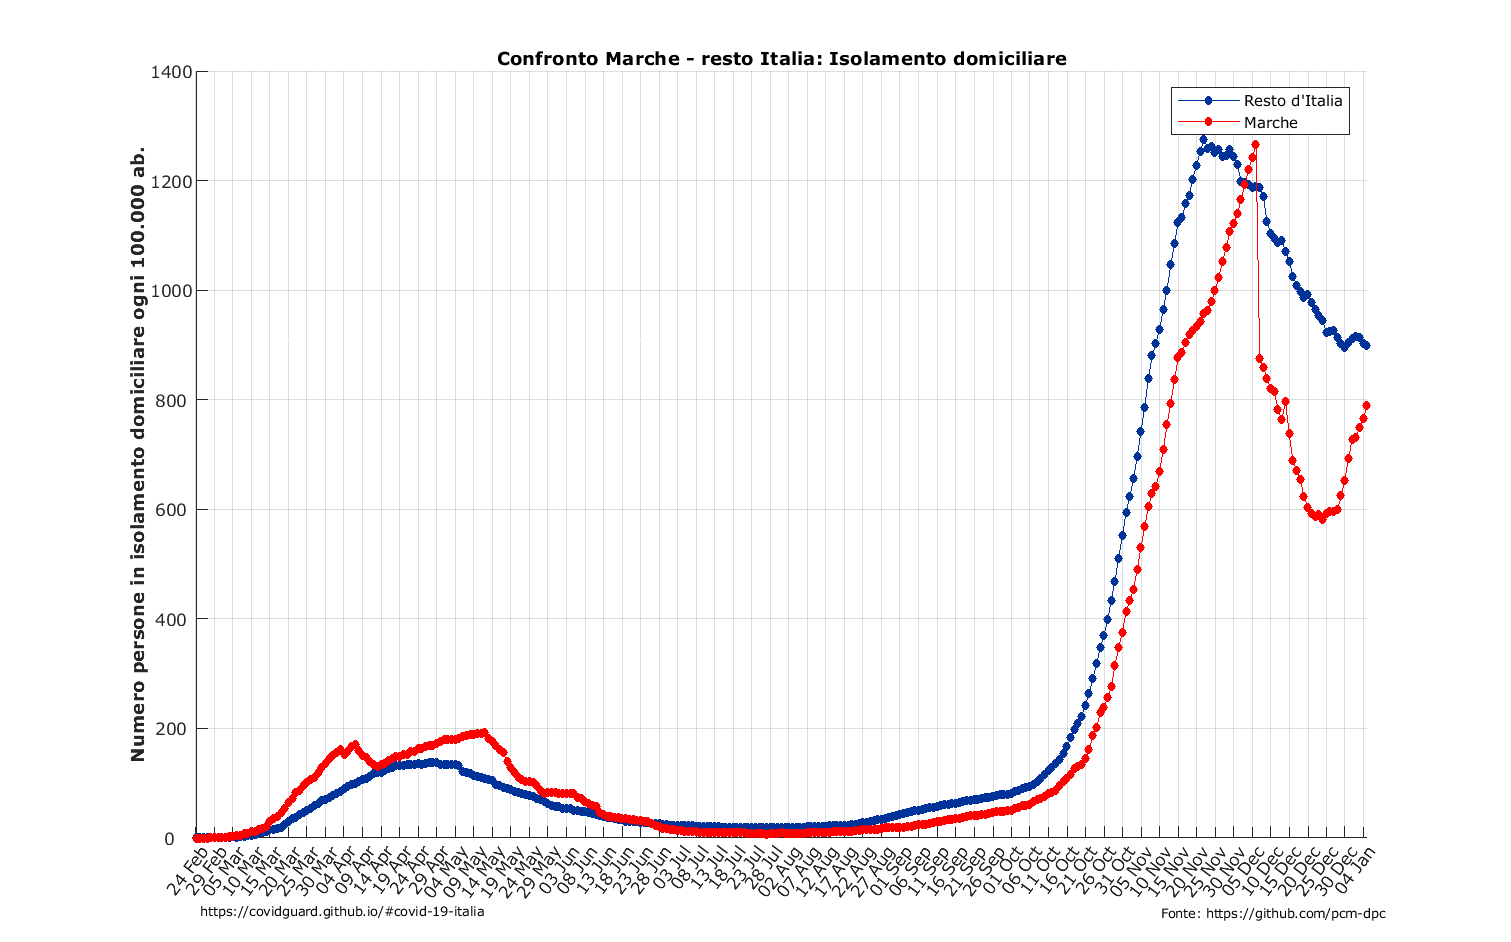 Confronto Marche - resto Italia: Isolamento domiciliare
Resto d'Italia
Marche
Numero persone in isolamento domiciliare ogni 100.000 ab.
1400
1200
1000
800
600
400
200
0
24 Feb
29 Feb
05 Mar
10 Mar
15 Mar
20 Mar
25 Mar
30 Mar
04 Apr
09 Apr
14 Apr
19 Apr
24 Apr
29 Apr
04 May
09 May
14 May
19 May
24 May
29 May
03 Jun
08 Jun
13 Jun
18 Jun
23 Jun
28 Jun
03 Jul
08 Jul
13 Jul
18 Jul
23 Jul
28 Jul
02 Aug
07 Aug
12 Aug
17 Aug
22 Aug
27 Aug
01 Sep
06 Sep
11 Sep
16 Sep
21 Sep
26 Sep
01 Oct
06 Oct
11 Oct
16 Oct
21 Oct
26 Oct
31 Oct
05 Nov
10 Nov
15 Nov
20 Nov
25 Nov
30 Nov
05 Dec
10 Dec
15 Dec
20 Dec
25 Dec
30 Dec
04 Jan
https://covidguard.github.io/#covid-19-italia
Fonte: https://github.com/pcm-dpc